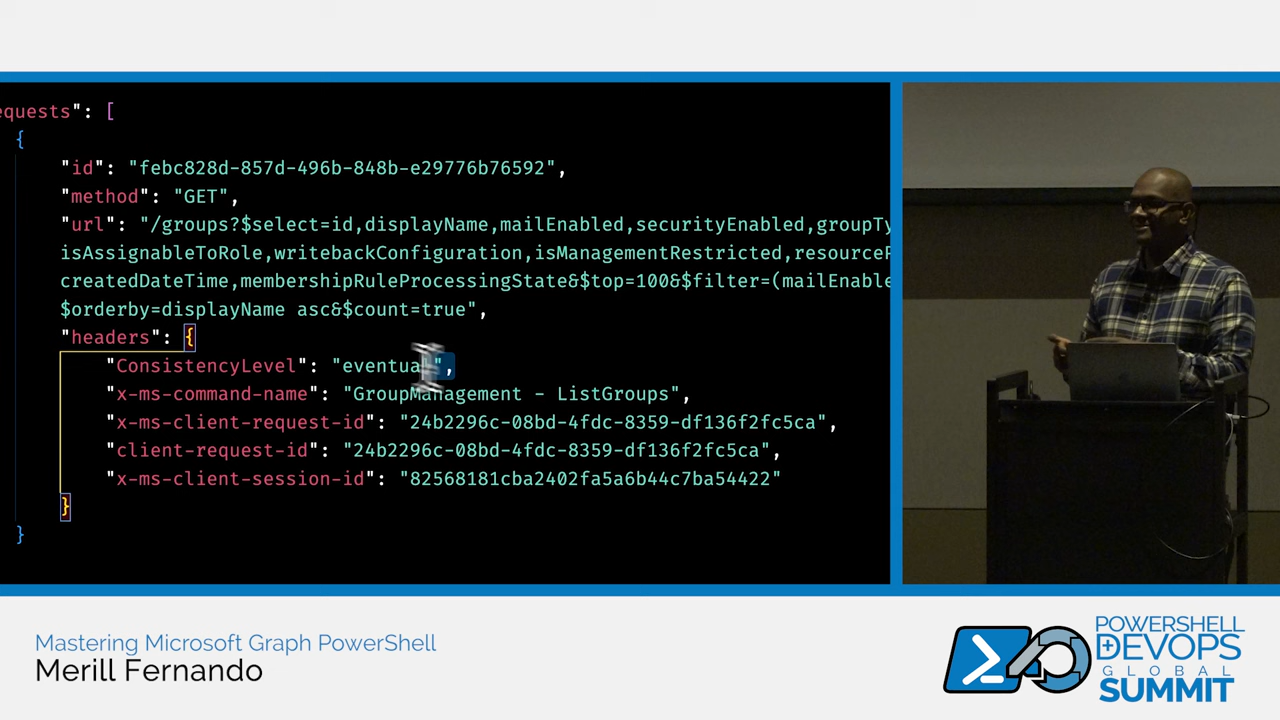 equests": [
{
"id": "febc828d-857d-496b-848b-e29776b76592",
"method": "GET",
"url": "/groups?$select=id,displayName,mailEnabled,securityEnabled,groupTy
isAssignableToRole,writebackConfiguration,isManagementRestricted,resourceP
createdDateTime,membershipRuleProcessingState&$top=100&$filter=(mailEnable
$orderby=displayName asc&$count=true",
"headers": {
"ConsistencyLevel": "eventual",
"x-ms-command-name": "GroupManagement - ListGroups",
"x-ms-client-request-id": "24b2296c-08bd-4fdc-8359-df136f2fc5ca",
"client-request-id": "24b2296c-08bd-4fdc-8359-df136f2fc5ca",
"x-ms-client-session-id": "82568181cba2402fa5a6b44c7ba54422"
}
}
Mastering Microsoft Graph PowerShell
Merill Fernando
POWERSHELL
DEVOPS
GLOBAL
SUMMIT